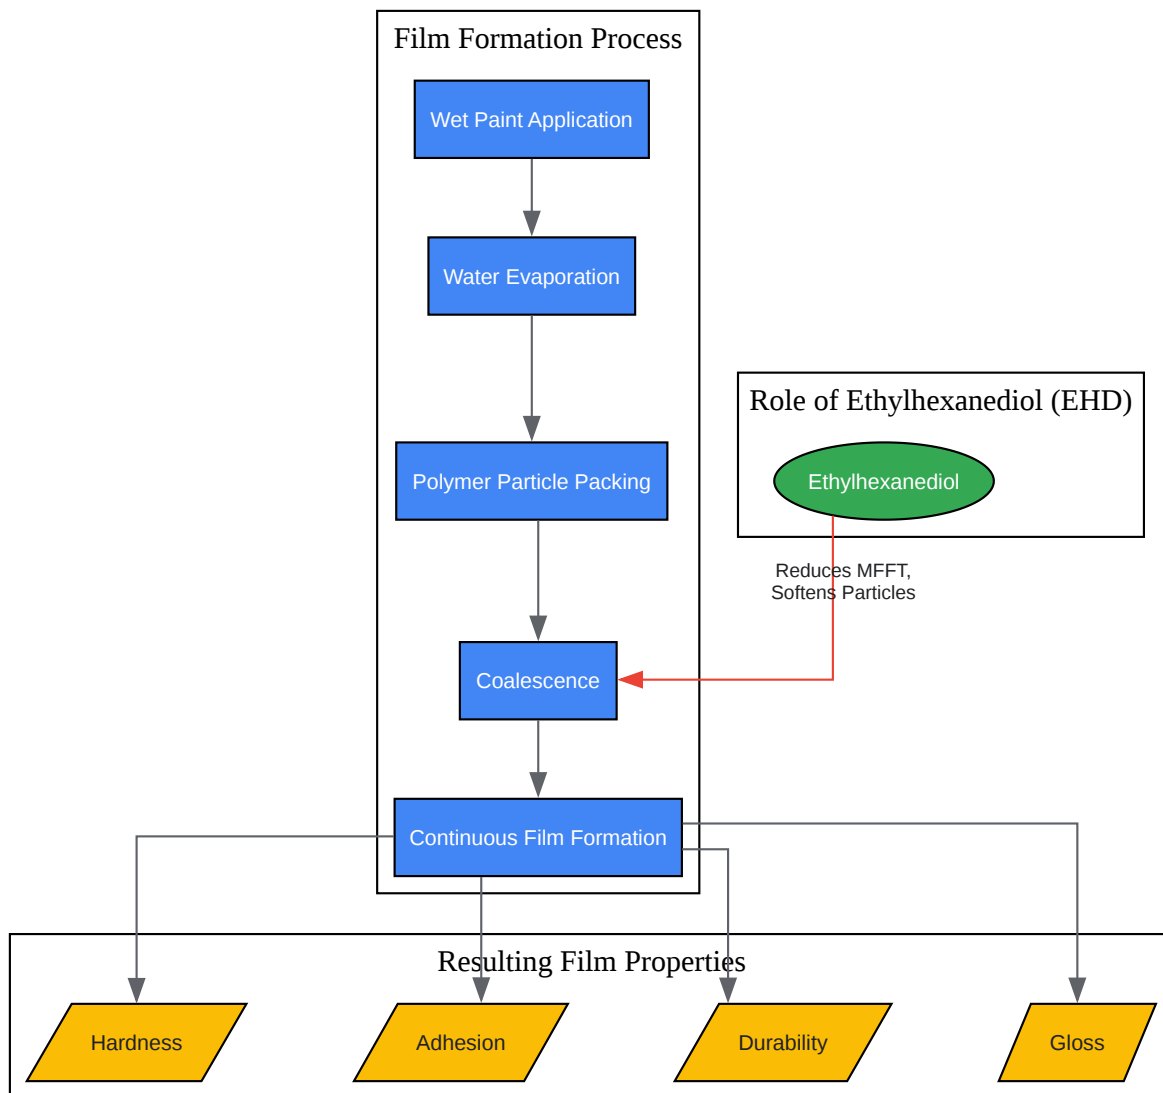 Film Formation Process
Wet Paint Application
Water Evaporation
Polymer Particle Packing
Role of Ethylhexanediol (EHD)
Ethylhexanediol
Reduces MFFT,
Softens Particles
Coalescence
Continuous Film Formation
Resulting Film Properties
Hardness
Adhesion
Durability
Gloss